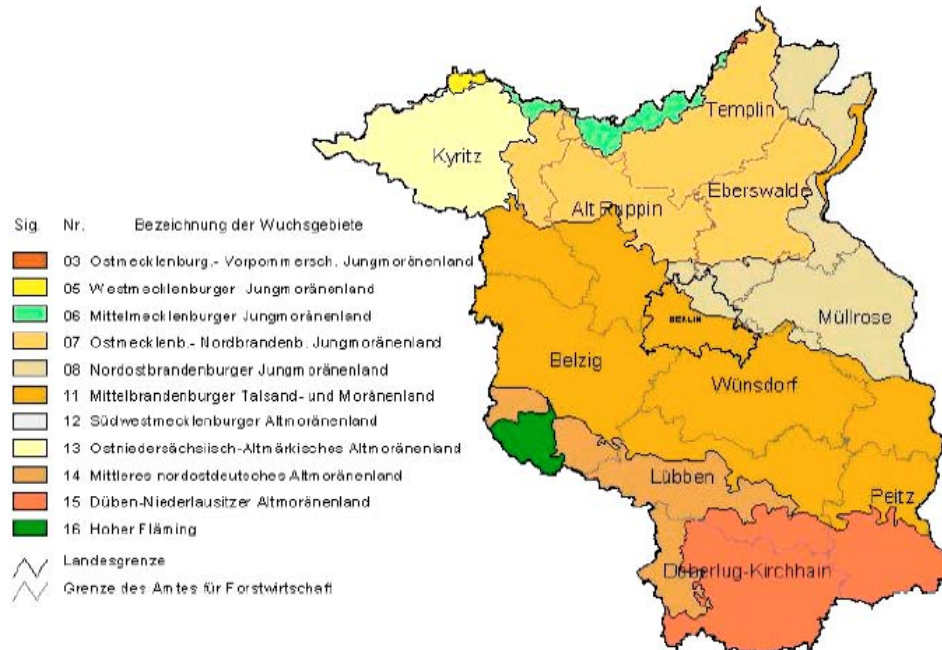 Templin
Kyritz
Eberswalde
Alt Ruppin
Sig. Nr. Bezeichnung der Wuchsgebiete
03 Ostmecklenburg.- Vorpommersch. Jungmoränenland
05 Westmecklenburger Jungmoränenland
06 Mittelmecklenburger Jungmoränenland
07 Ostmecklenb.- Nordbrandenb. Jungmoränenland
08 Nordostbrandenburger Jungmoränenland
11 Mittelbrandenburger Talsand- und Moränenland
12 Südwestmecklenburger Altmoränenland
13 Ostniedersächsiisch-Altmärkisches Altmoränenland
14 Mittleres nordostdeutsches Altmoränenland
15 Düben-Niederlausitzer Altmoränenland
16 Hoher Fläming
Landesgrenze
Grenze des Amtes für Forstwirtschaft
Müllrose
BERLIN
Belzig
Wünsdorf
Lübben
Peitz
Doberlug-Kirchhain